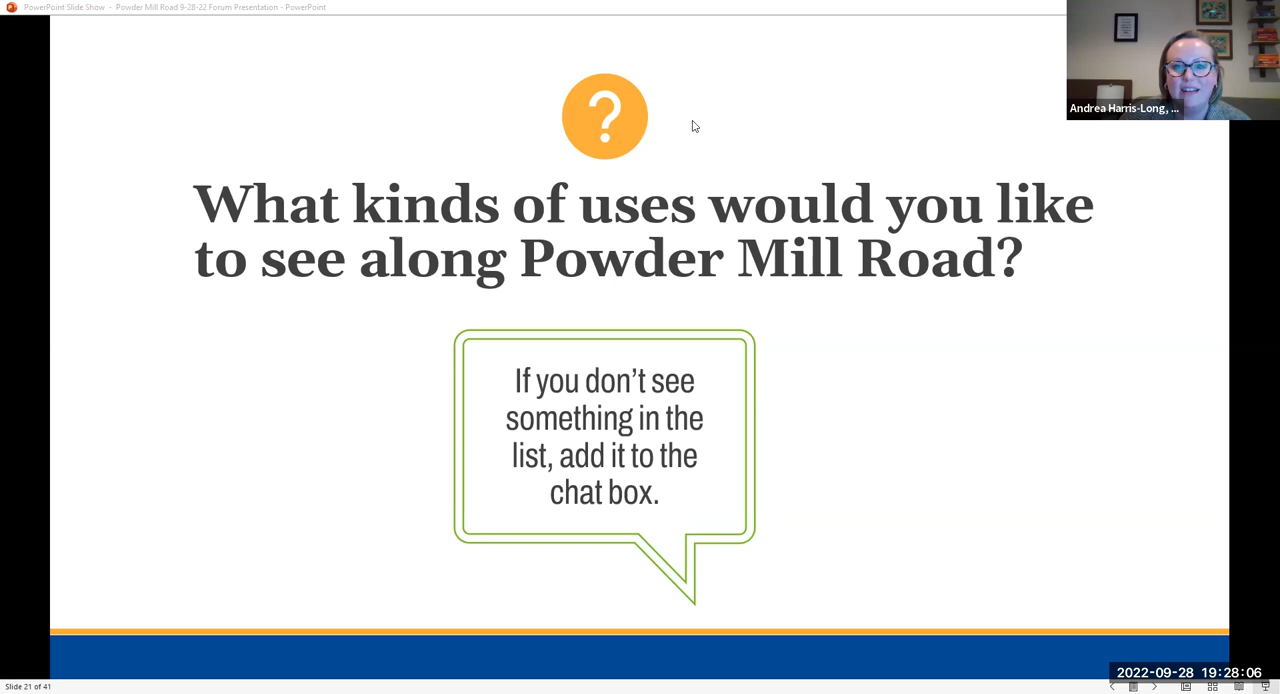 PowerPoint Slide Show - Powder Mill Road 9-28-22 Forum Presentation - PowerPoint
Andrea Harris-Long, ...
?
What kinds of uses would you like
to see along Powder Mill Road?
If you don’t see
something in the
list, add it to the
chat box.
2022-09-28 19:28:06
Slide 21 of 41